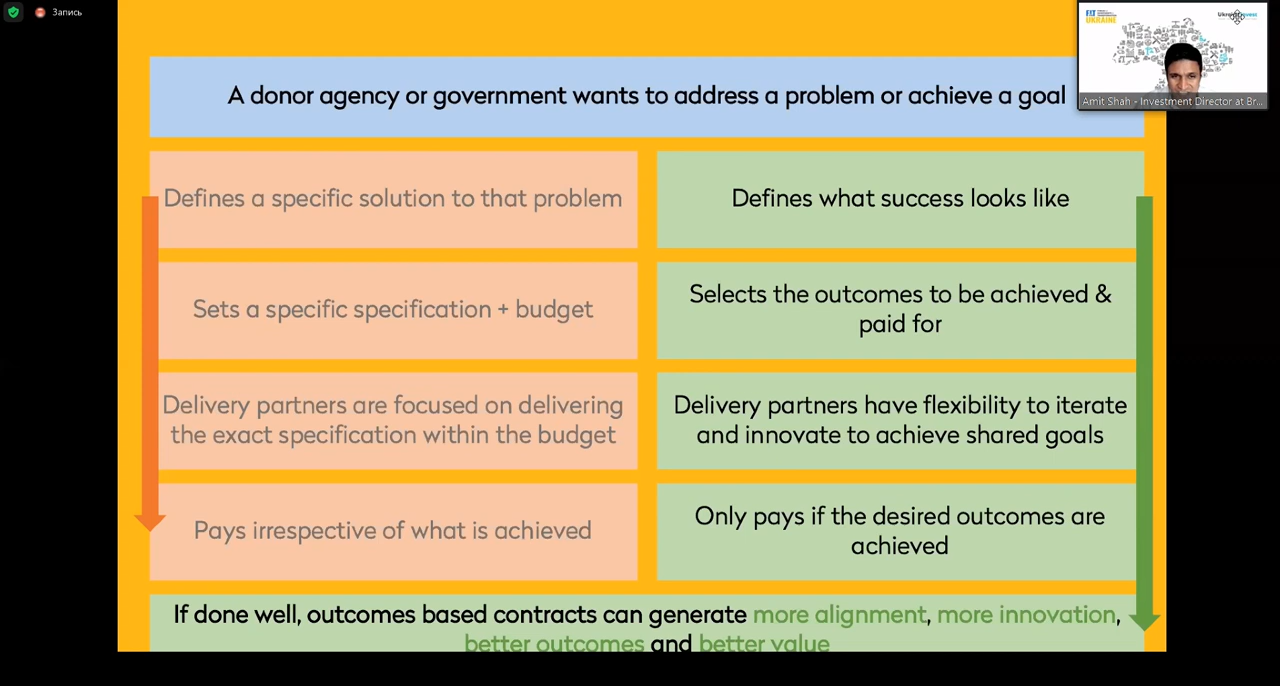 Запись
UKRAINE
A donor agency or government wants to address a problem or achieve a goal
Amit Shah - Investment Director at Br...
Defines a specific solution to that problem
Defines what success looks like
Sets a specific specification + budget
Selects the outcomes to be achieved &
paid for
Delivery partners are focused on delivering
the exact specification within the budget
Delivery partners have flexibility to iterate
and innovate to achieve shared goals
Pays irrespective of what is achieved
Only pays if the desired outcomes are
achieved
If done well, outcomes based contracts can generate more alignment, more innovation,
better outcomes and better value